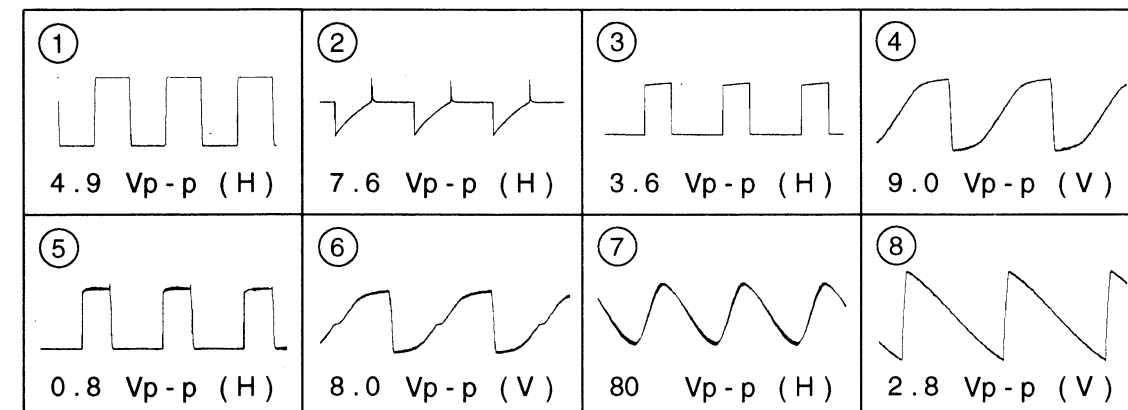 ① ② ③ ④
4.9 Vp-p (H) 7.6 Vp-p (H) 3.6 Vp-p (H) 9.0 Vp-p (V)
⑤ ⑥ ⑦ ⑧
0.8 Vp-p (H) 8.0 Vp-p (V) 80 Vp-p (H) 2.8 Vp-p (V)